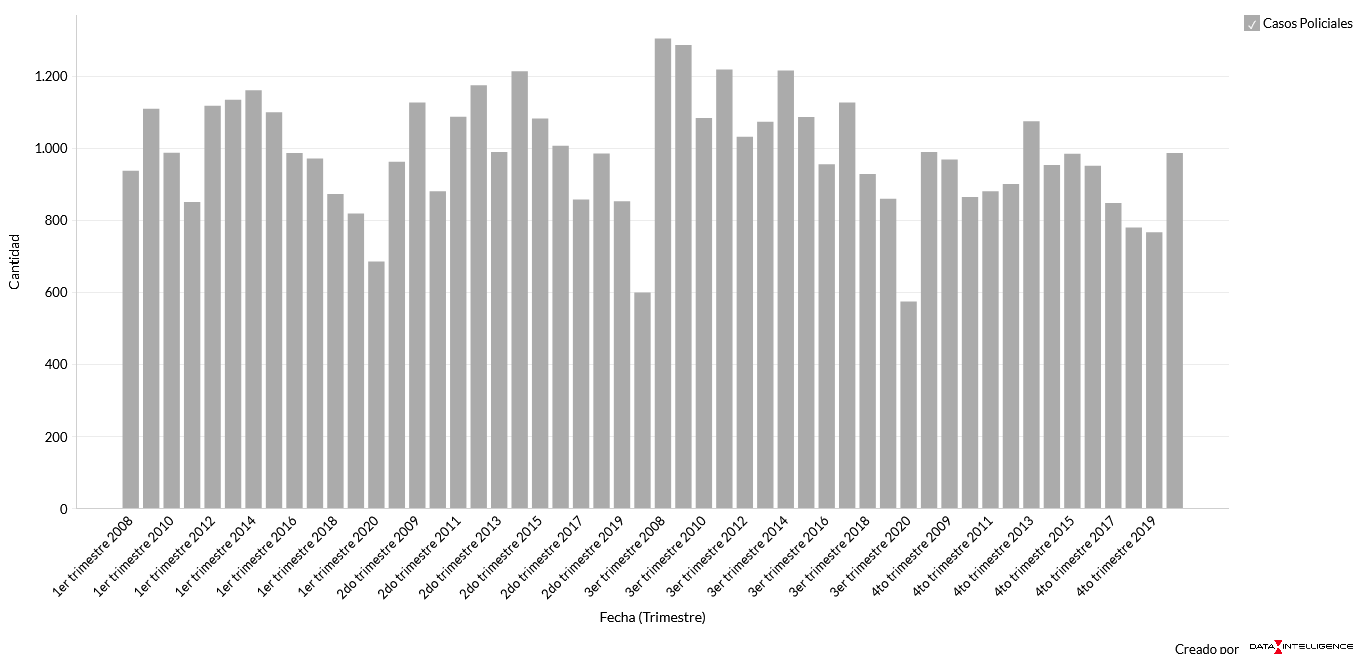 Casos Policiales
1.200
1.000
800
600
400
200
0
Cantidad
1er trimestre 2008
1er trimestre 2010
1er trimestre 2012
1er trimestre 2014
1er trimestre 2016
1er trimestre 2018
1er trimestre 2020
2do trimestre 2009
2do trimestre 2011
2do trimestre 2013
2do trimestre 2015
2do trimestre 2017
2do trimestre 2019
3er trimestre 2008
3er trimestre 2010
3er trimestre 2012
3er trimestre 2014
3er trimestre 2016
3er trimestre 2018
3er trimestre 2020
4to trimestre 2009
4to trimestre 2011
4to trimestre 2013
4to trimestre 2015
4to trimestre 2017
4to trimestre 2019
Fecha (Trimestre)
Creado por DATA INTELLIGENCE